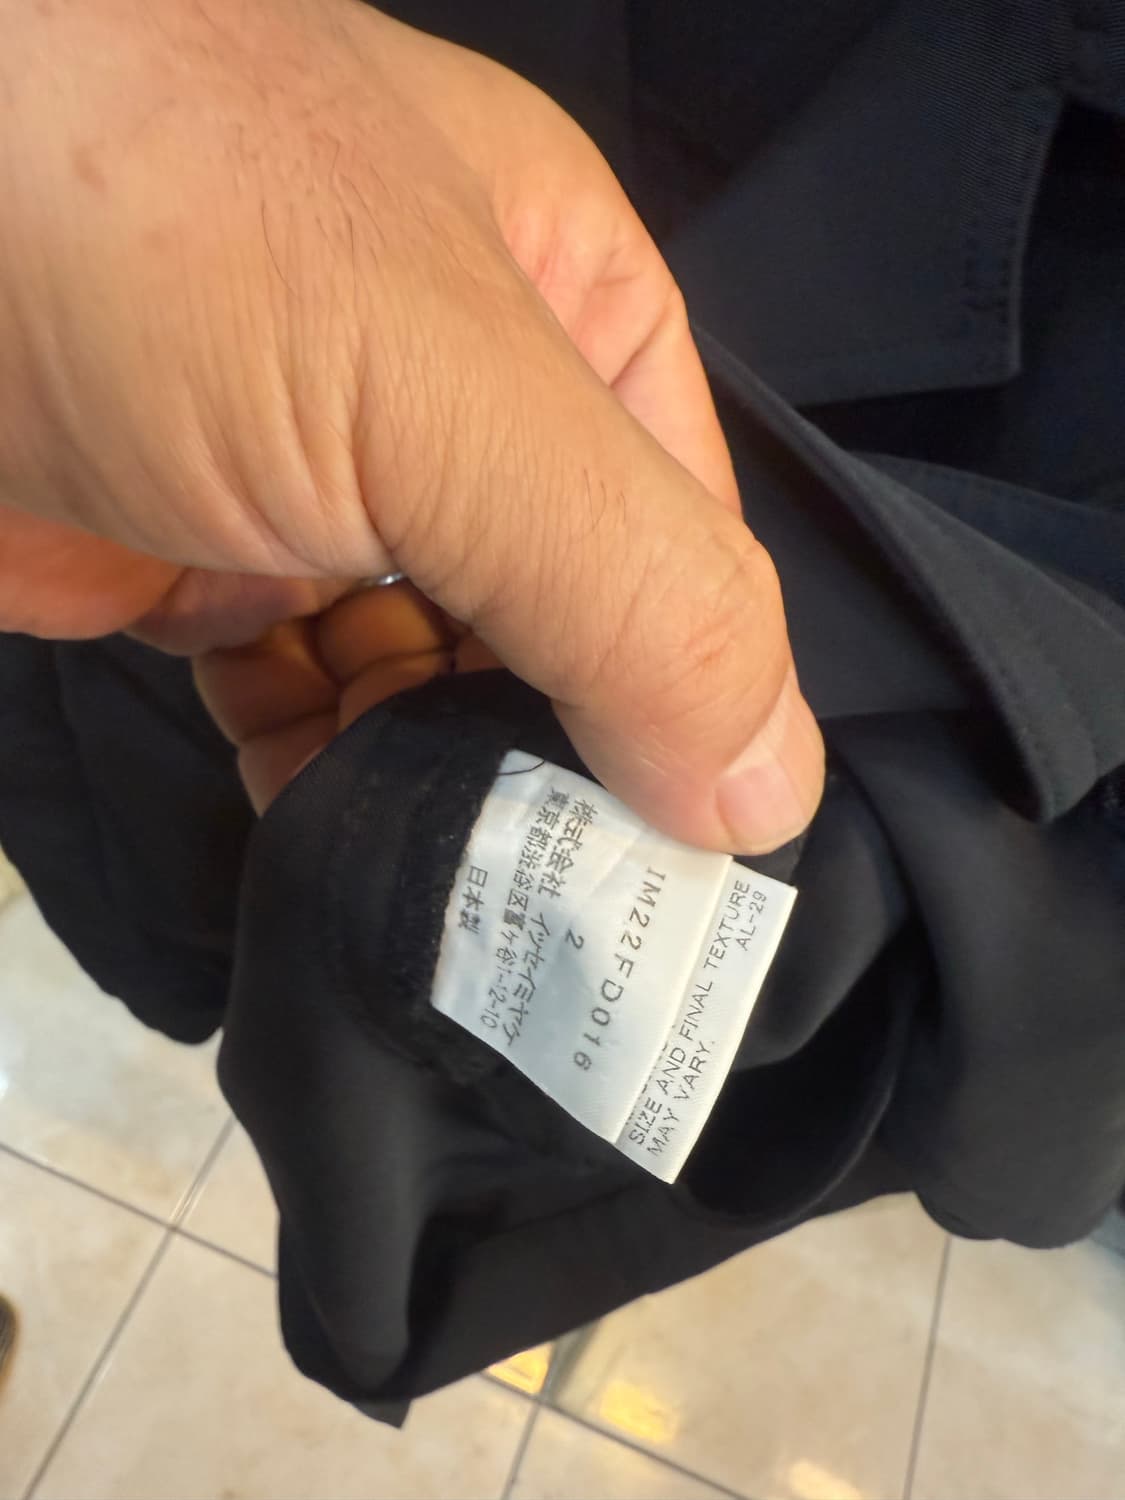 IM22FD016
2
株式会社 イッセイミヤケ
東京都渋谷区富ケ谷1-12-10
日本製
AL-29
SIZE AND FINAL TEXTURE
MAY VARY.